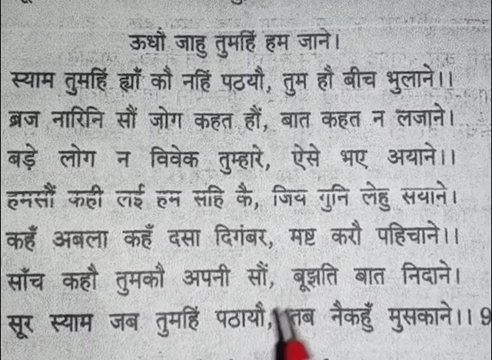 ऊधौ जाहु तुमहिं हम जाने।
स्याम तुमहिं ह्याँ कौ नहिं पठयौ, तुम हौ बीच भुलाने।।
ब्रज नारिनि सौं जोग कहत हौं, बात कहत न लजाने।
बड़े लोग न विवेक तुम्हारे, ऐसे भए अयाने।।
हमसौं कही लई हम सहि कै, जिय गुनि लेहु सयाने।
कहँ अबला कहँ दसा दिगंबर, मष्ट करौ पहिचाने।।
साँच कहौ तुमकौ अपनी सौं, बूझति बात निदाने।
सूर स्याम जब तुमहिं पठायौ, तब नैकहुँ मुसकाने।। 9